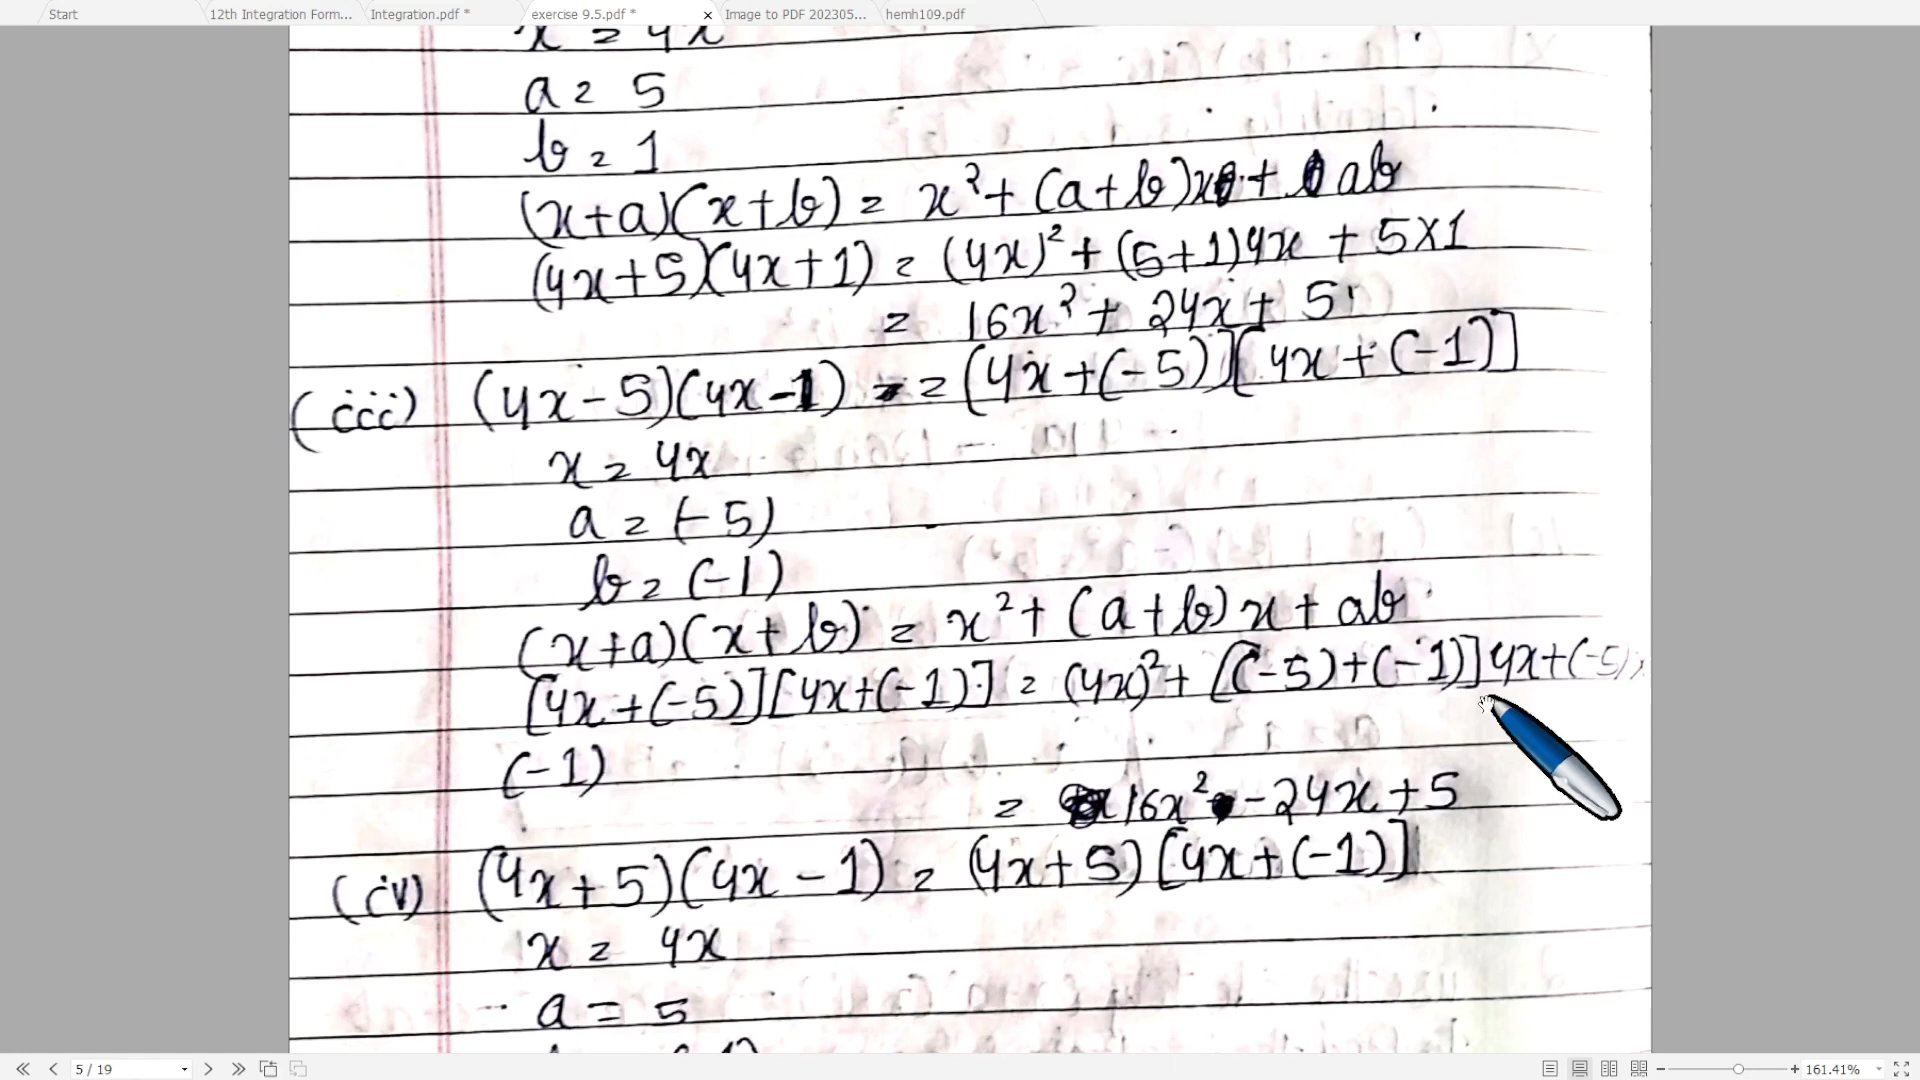 Start 12th Integration Form... Integration.pdf * exercise 9.5.pdf * × Image to PDF 202305... hemh109.pdf
x = 4x
a = 5
b = 1
(x+a)(x+b) = x²+(a+b)x + ab
(4x+5)(4x+1) = (4x)²+(5+1)4x + 5×1
= 16x²+ 24x+ 5
(iii) (4x-5)(4x-1) = (4x+(-5)][4x+(-1)]
x = 4x
a = (-5)
b = (-1)
(x+a)(x+b) = x²+(a+b)x+ab
[4x+(-5)][4x+(-1)] = (4x)²+[(-5)+(-1)]4x+(-5)×
(-1)
= 16x²-24x+5
(iv) (4x+5)(4x-1) = (4x+5)[4x+(-1)]
x = 4x
a = 5
5 / 19 161.41%